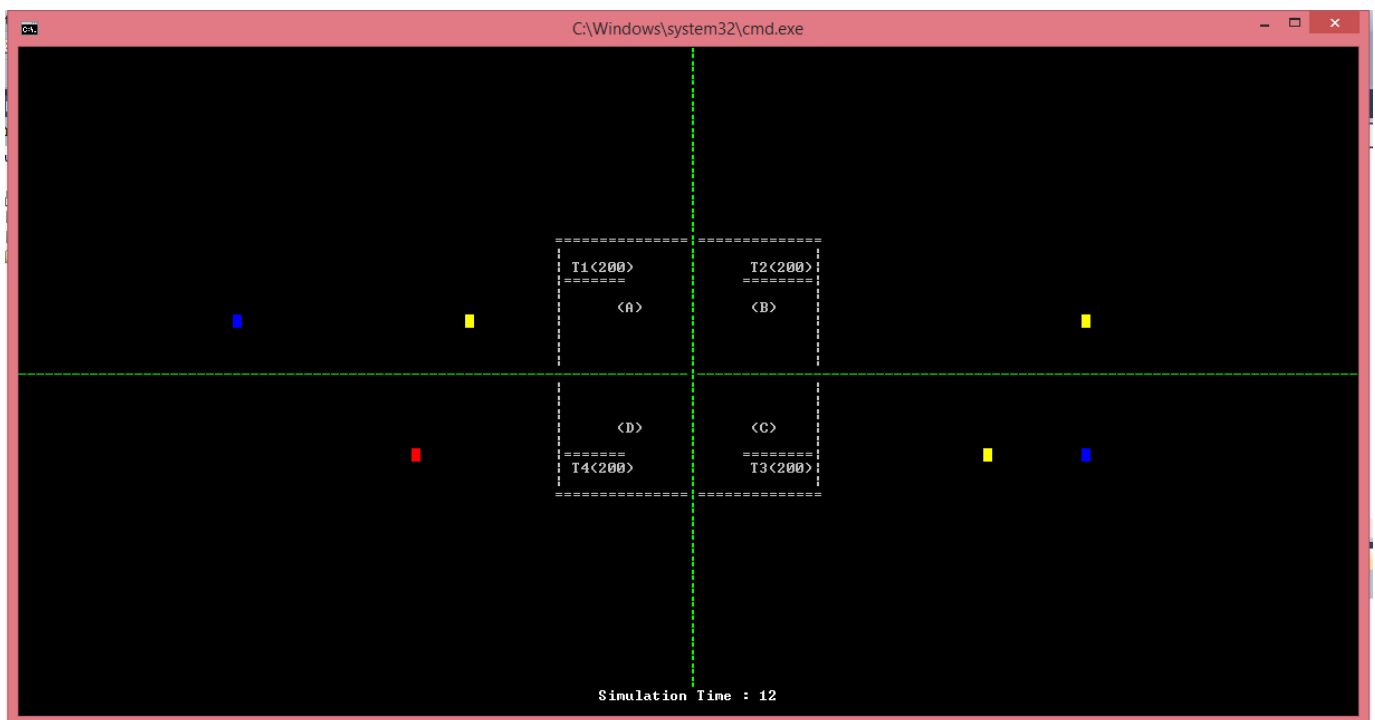 C:\Windows\system32\cmd.exe
T1(200) T2(200)
(A) (B)
(D) (C)
T4(200) T3(200)
Simulation Time : 12